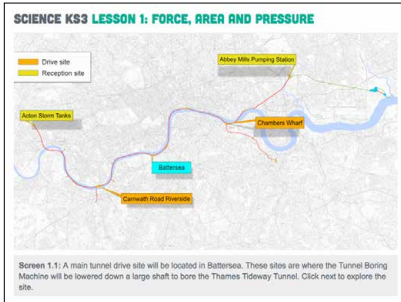 SCIENCE KS3 LESSON 1: FORCE, AREA AND PRESSURE
Drive site
Reception site
Abbey Mills Pumping Station
Acton Storm Tanks
Chambers Wharf
Battersea
Carnwath Road Riverside
Screen 1.1: A main tunnel drive site will be located in Battersea. These sites are where the Tunnel Boring
Machine will be lowered down a large shaft to bore the Thames Tideway Tunnel. Click next to explore the
site.